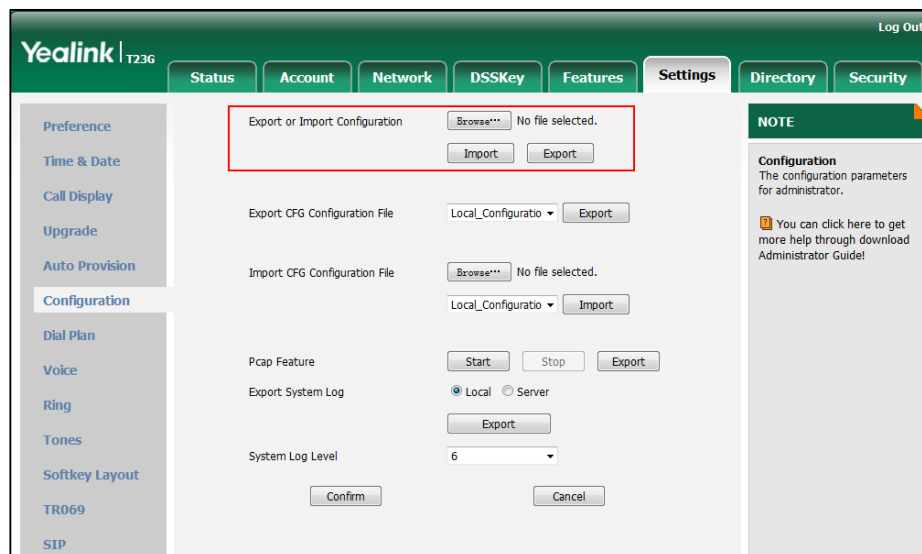 Log Out
Yealink T23G
Status Account Network DSSKey Features Settings Directory Security
Preference
Time & Date
Call Display
Upgrade
Auto Provision
Configuration
Dial Plan
Voice
Ring
Tones
Softkey Layout
TR069
SIP
Export or Import Configuration Browse··· No file selected.
Import Export
Export CFG Configuration File Local_Configuratio Export
Import CFG Configuration File Browse··· No file selected.
Local_Configuratio Import
Pcap Feature Start Stop Export
Export System Log Local Server
Export
System Log Level 6
Confirm Cancel
NOTE
Configuration
The configuration parameters
for administrator.
You can click here to get
more help through download
Administrator Guide!